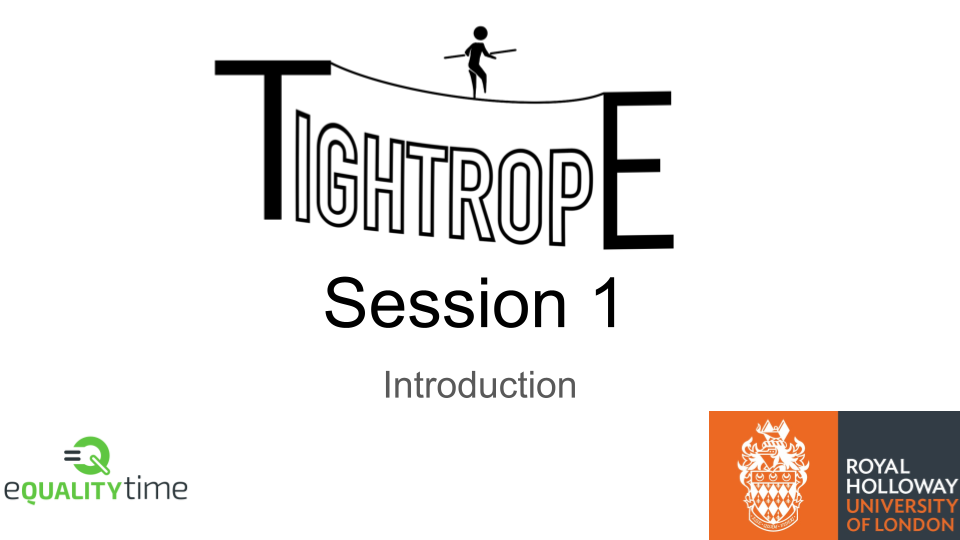 TIGHTROPE
Session 1
Introduction
eQUALITYtime
ROYAL
HOLLOWAY
UNIVERSITY
OF LONDON